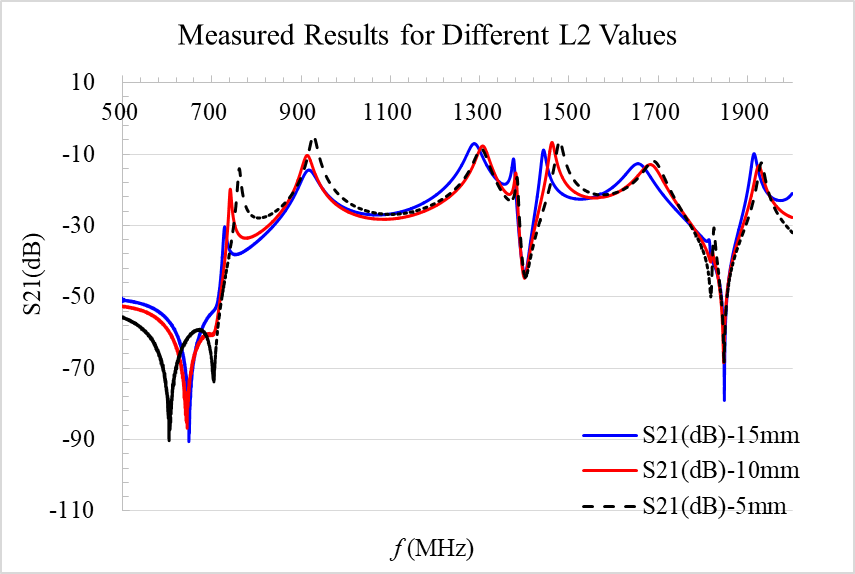 Measured Results for Different L2 Values
10
500 700 900 1100 1300 1500 1700 1900
-10
-30
-50
-70
-90
-110
S21(dB)
S21(dB)-15mm
S21(dB)-10mm
S21(dB)-5mm
f (MHz)